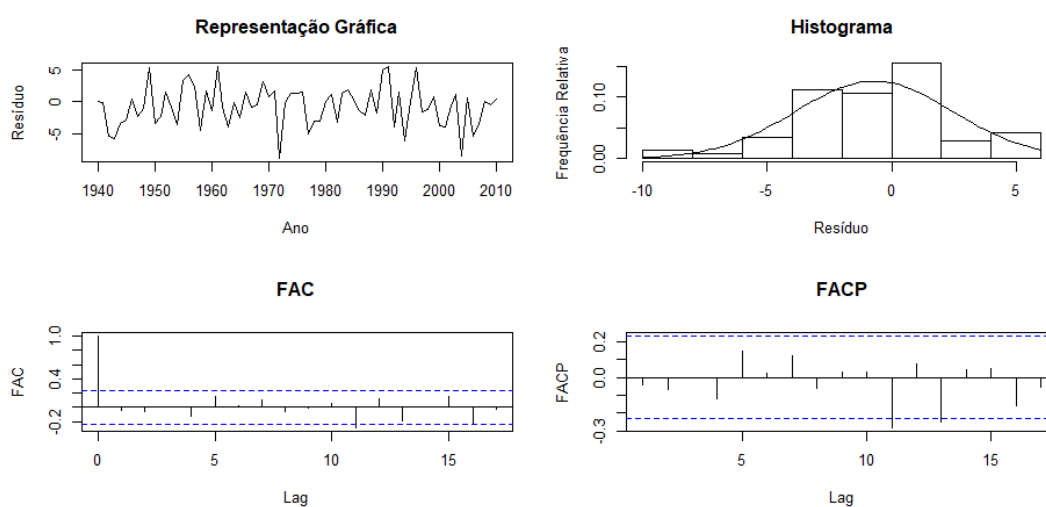 Representação Gráfica
Resíduo
5
0
-5
1940 1950 1960 1970 1980 1990 2000 2010
Ano
Histograma
Frequência Relativa
0.10
0.00
-10 -5 0 5
Resíduo
FAC
FAC
1.0
0.4
-0.2
0 5 10 15
Lag
FACP
FACP
0.2
0.0
-0.3
5 10 15
Lag